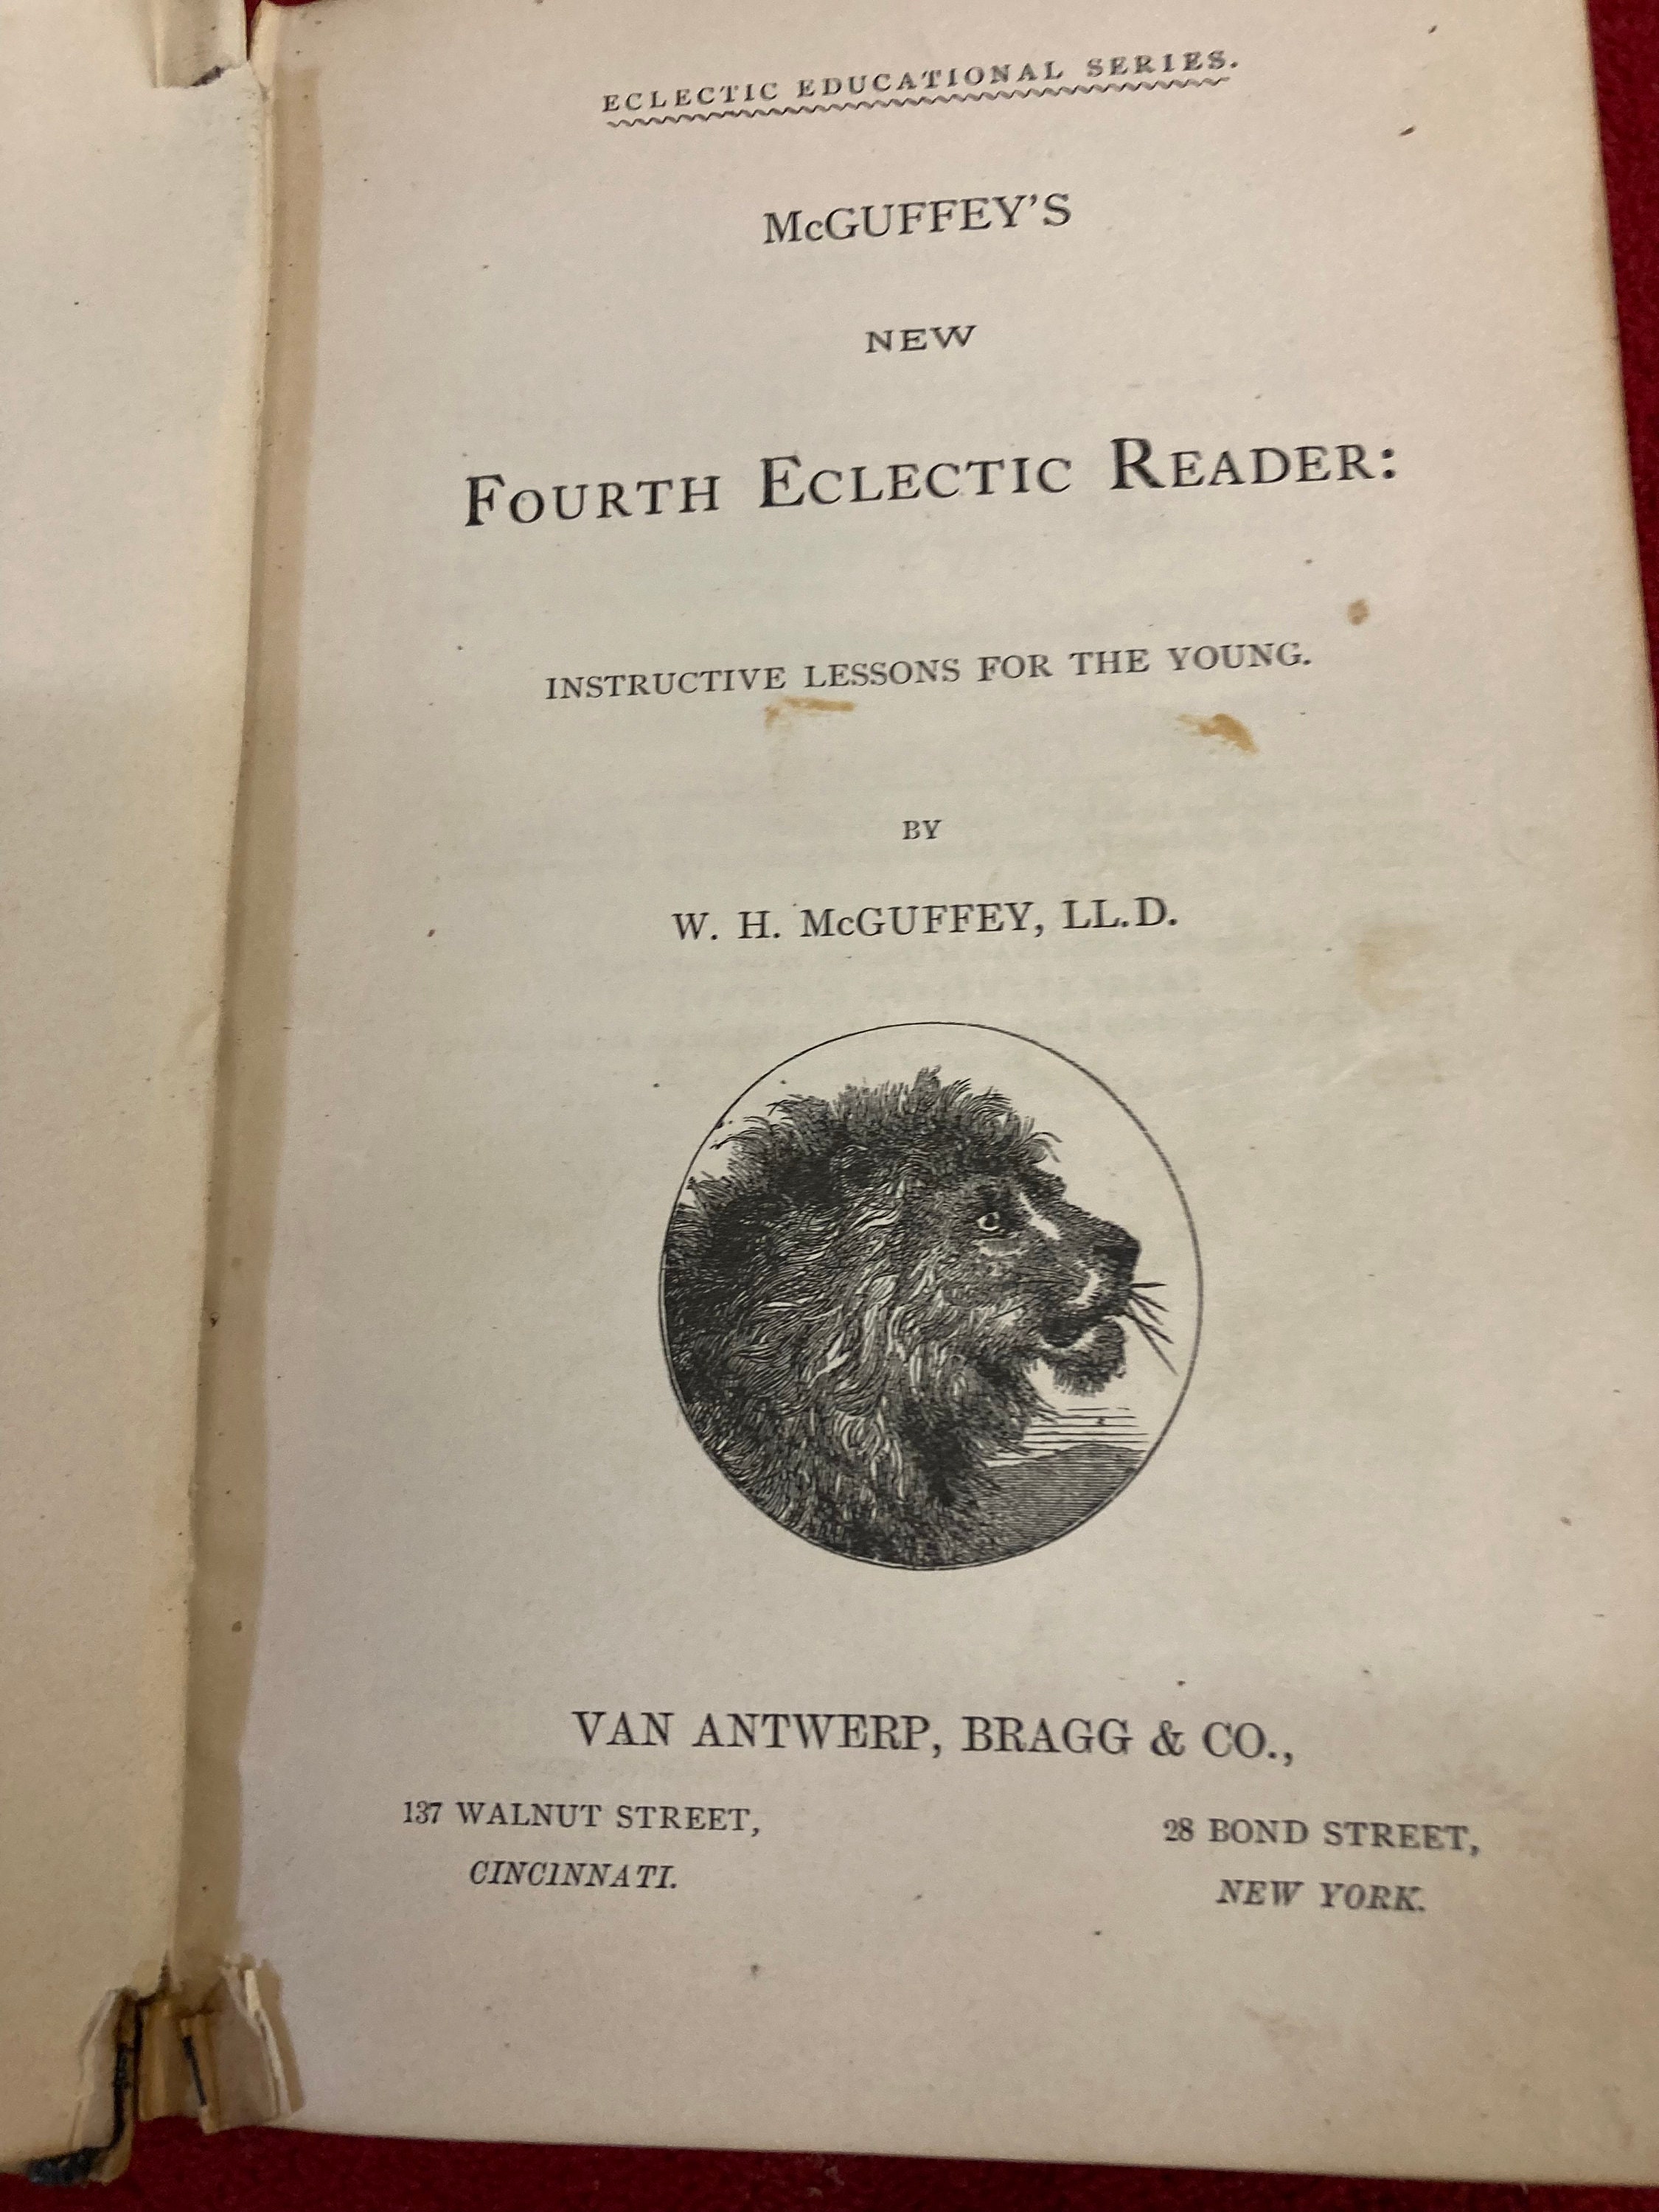 ECLECTIC EDUCATIONAL SERIES.
McGUFFEY'S
NEW
FOURTH ECLECTIC READER:
INSTRUCTIVE LESSONS FOR THE YOUNG.
BY
W. H. McGUFFEY, LL.D.
VAN ANTWERP, BRAGG & CO.,
137 WALNUT STREET,
CINCINNATI.
28 BOND STREET,
NEW YORK.